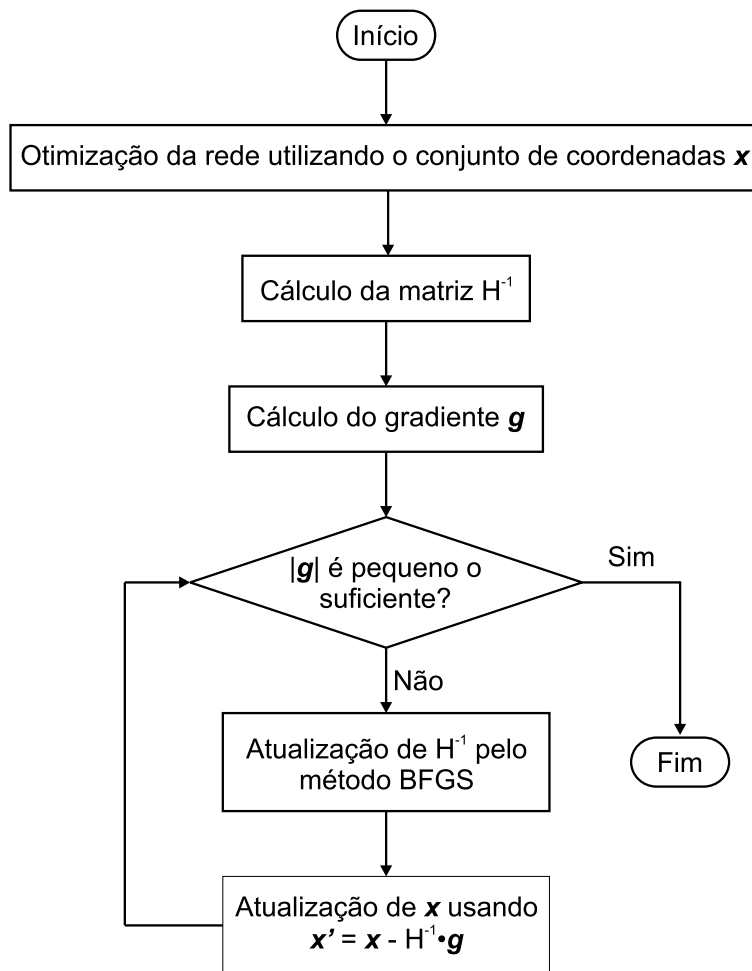 Início
Otimização da rede utilizando o conjunto de coordenadas x
Cálculo da matriz H⁻¹
Cálculo do gradiente g
|g| é pequeno o
suficiente?
Sim
Não
Atualização de H⁻¹ pelo
método BFGS
Fim
Atualização de x usando
x’ = x - H⁻¹•g